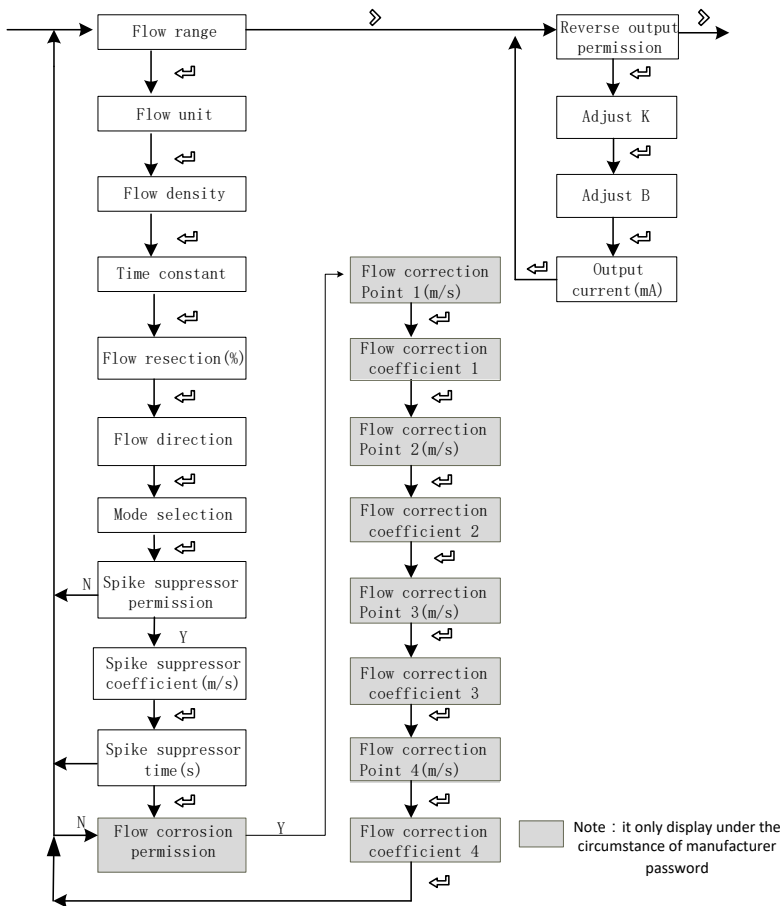 Flow range
Flow unit
Flow density
Time constant
Flow resection(%)
Flow direction
Mode selection
N
Spike suppressor
permission
Y
Spike suppressor
coefficient(m/s)
Spike suppressor
time(s)
N
Flow corrosion
permission
Y
Flow correction
Point 1(m/s)
Flow correction
coefficient 1
Flow correction
Point 2(m/s)
Flow correction
coefficient 2
Flow correction
Point 3(m/s)
Flow correction
coefficient 3
Flow correction
Point 4(m/s)
Flow correction
coefficient 4
Reverse output
permission
Adjust K
Adjust B
Output
current(mA)
Note：it only display under the
circumstance of manufacturer
password